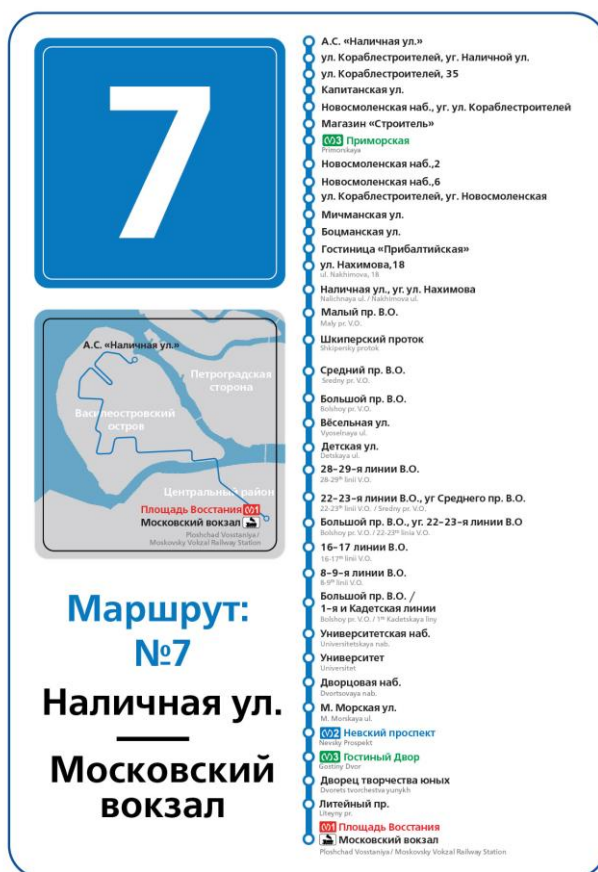 7
А.С. «Наличная ул.»
Петроградская
сторона
Василеостровский
остров
Центральный район
Площадь Восстания 1
Московский вокзал
Ploshchad Vosstaniya /
Moskovsky Vokzal Railway Station
Маршрут:
№7
Наличная ул.
Московский
вокзал
А.С. «Наличная ул.»
ул. Кораблестроителей, уг. Наличной ул.
ул. Кораблестроителей, 35
Капитанская ул.
Новосмоленская наб., уг. ул. Кораблестроителей
Магазин «Строитель»
3 Приморская
Primorskaya
Новосмоленская наб.,2
Новосмоленская наб.,6
ул. Кораблестроителей, уг. Новосмоленская
Мичманская ул.
Боцманская ул.
Гостиница «Прибалтийская»
ул. Нахимова,18
ul. Nakhimova, 18
Наличная ул., уг. ул. Нахимова
Nalichnaya ul. / Nakhimova ul.
Малый пр. В.О.
Maly pr. V.O.
Шкиперский проток
Shkipersky protok
Средний пр. В.О.
Sredny pr. V.O.
Большой пр. В.О.
Bolshoy pr. V.O.
Вёсельная ул.
Vyoselnaya ul.
Детская ул.
Detskaya ul.
28-29-я линии В.О.
28-29th linii V.O.
22-23-я линии В.О., уг Среднего пр. В.О.
22-23th linii V.O. / Sredny pr. V.O.
Большой пр. В.О., уг. 22-23-я линии В.О
Bolshoy pr. V.O. / 22-23th linia V.O.
16-17 линии В.О.
16-17th linii V.O.
8-9-я линии В.О.
8-9th linii V.O.
Большой пр. В.О. /
1-я и Кадетская линии
Bolshoy pr. V.O. / 1th Kadetskaya liny
Университетская наб.
Universitetskaya nab.
Университет
Universitet
Дворцовая наб.
Dvortsovaya nab.
М. Морская ул.
M. Morskaya ul.
2 Невский проспект
Nevsky Prospekt
3 Гостиный Двор
Gostiny Dvor
Дворец творчества юных
Dvorets tvorchestva yunykh
Литейный пр.
Liteyny pr.
1 Площадь Восстания
Московский вокзал
Ploshchad Vosstaniya / Moskovsky Vokzal Railway Station